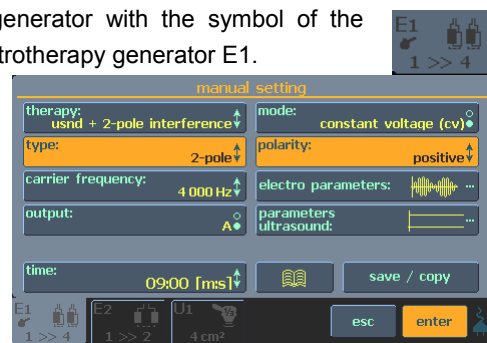 generator with the symbol of the
trotherapy generator E1.
E1
1 >> 4
manual setting
therapy:
usnd + 2-pole interference
mode:
constant voltage (cv)
type:
2-pole
polarity:
positive
carrier frequency:
4 000 Hz
electro parameters:
...
output:
A
parameters
ultrasound:
...
time:
09:00 [m:s]
save / copy
E1
1 >> 4
E2
1 >> 2
U1
4 cm²
esc
enter